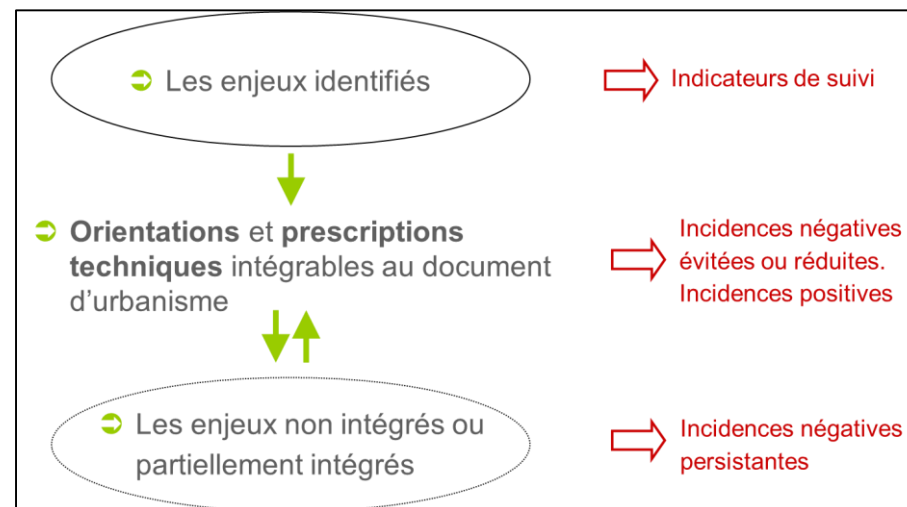 Les enjeux identifiés
Indicateurs de suivi
Orientations et prescriptions
techniques intégrables au document
d'urbanisme
Incidences négatives
évitées ou réduites.
Incidences positives
Les enjeux non intégrés ou
partiellement intégrés
Incidences négatives
persistantes